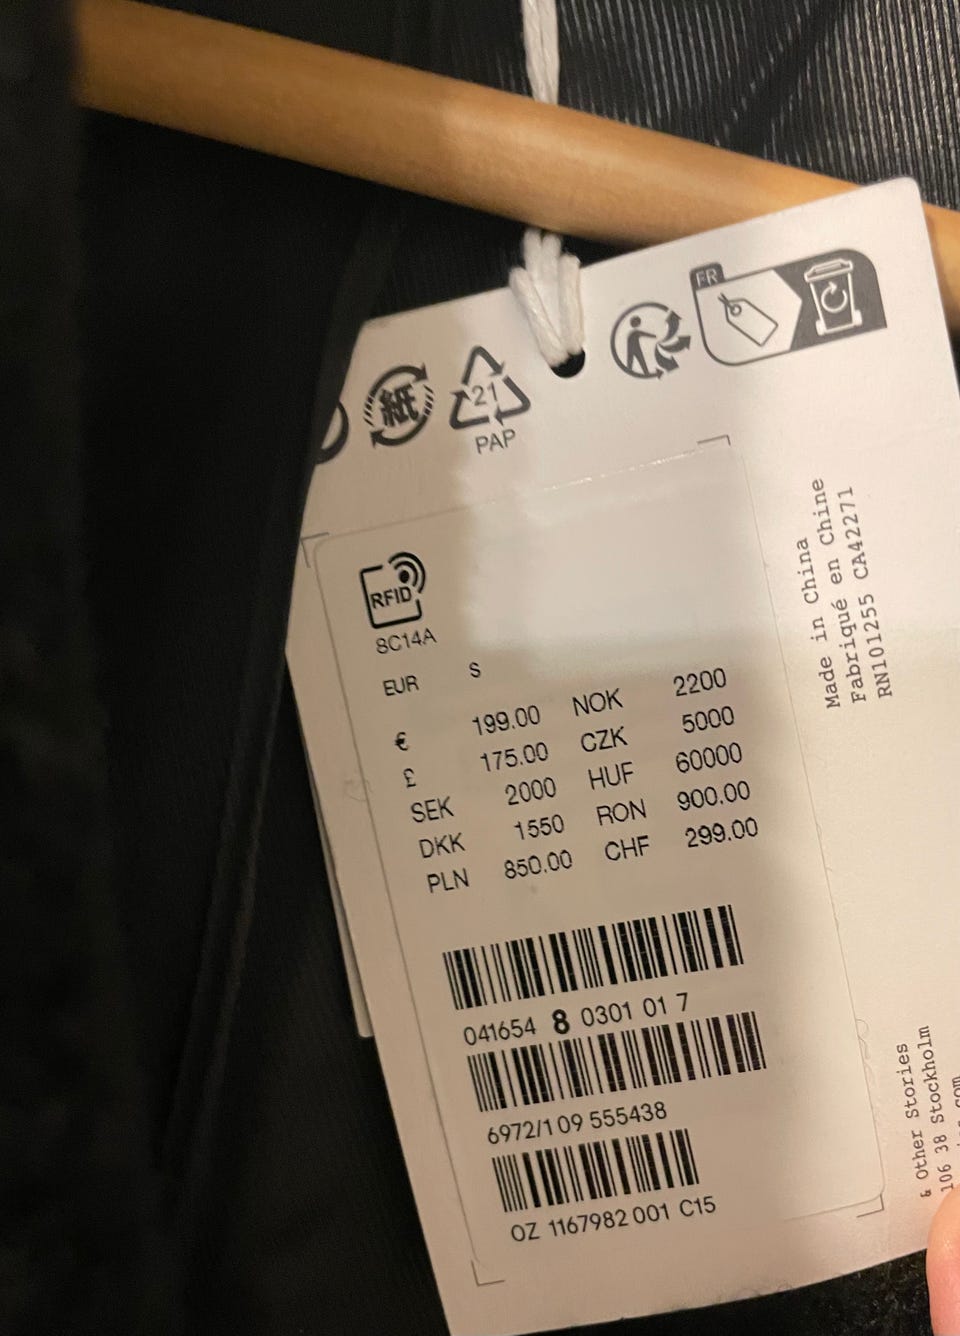 FR
紙
21
PAP
RFID
8C14A
EUR S
€ 199.00 NOK 2200
£ 175.00 CZK 5000
SEK 2000 HUF 60000
DKK 1550 RON 900.00
PLN 850.00 CHF 299.00
041654 8 0301 01 7
6972/1 09 555438
OZ 1167982 001 C15
Made in China
Fabriqué en Chine
RN101255 CA42271
& Other Stories
106 38 Stockholm